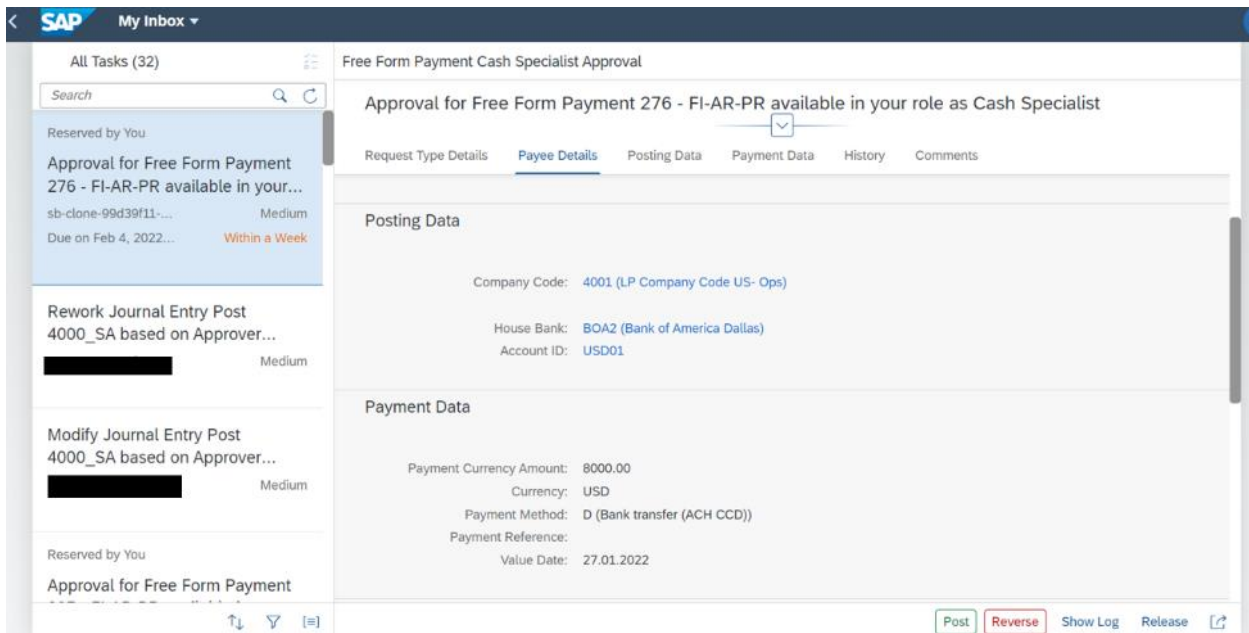 SAP My Inbox
All Tasks (32)
Search
Reserved by You
Approval for Free Form Payment
276 - FI-AR-PR available in your...
sb-clone-99d39f11-... Medium
Due on Feb 4, 2022... Within a Week
Rework Journal Entry Post
4000_SA based on Approver...
Medium
Modify Journal Entry Post
4000_SA based on Approver...
Medium
Reserved by You
Approval for Free Form Payment
Free Form Payment Cash Specialist Approval
Approval for Free Form Payment 276 - FI-AR-PR available in your role as Cash Specialist
Request Type Details Payee Details Posting Data Payment Data History Comments
Posting Data
Company Code: 4001 (LP Company Code US- Ops)
House Bank: BOA2 (Bank of America Dallas)
Account ID: USD01
Payment Data
Payment Currency Amount: 8000.00
Currency: USD
Payment Method: D (Bank transfer (ACH CCD))
Payment Reference:
Value Date: 27.01.2022
Post Reverse Show Log Release